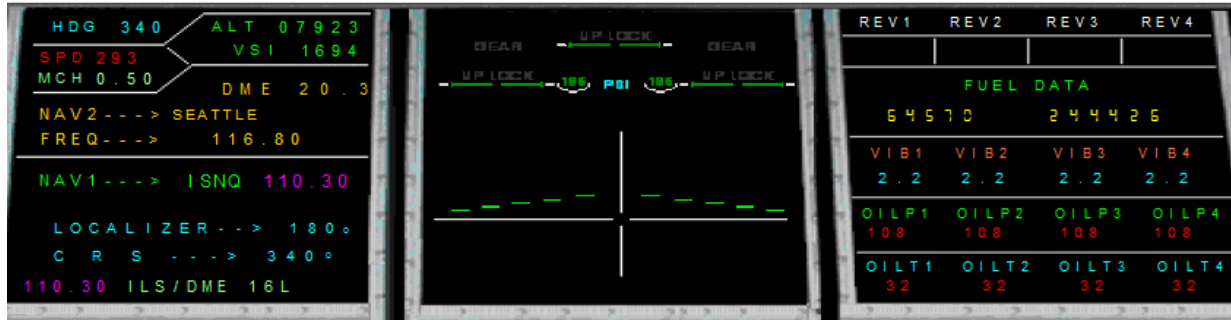 HDG 340 ALT 07923
SPD 293 VSI 1694
MCH 0.50
DME 20.3
NAV2---> SEATTLE
FREQ---> 116.80
NAV1---> ISNQ 110.30
LOCALIZER--> 180°
CRS ---> 340°
110.30 ILS/DME 16L
UP LOCK
GEAR GEAR
UP LOCK 186 PSI 186 UP LOCK
REV1 REV2 REV3 REV4
FUEL DATA
64570 244426
VIB1 VIB2 VIB3 VIB4
2.2 2.2 2.2 2.2
OILP1 OILP2 OILP3 OILP4
108 108 108 108
OILT1 OILT2 OILT3 OILT4
32 32 32 32